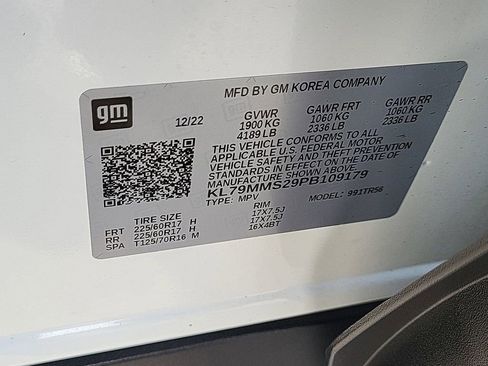 MFD BY GM KOREA COMPANY
gm
12/22 GVWR GAWR FRT GAWR RR
1900 KG 1060 KG 1060 KG
4189 LB 2336 LB 2336 LB
THIS VEHICLE CONFORMS TO ALL
APPLICABLE U.S. FEDERAL MOTOR
VEHICLE SAFETY AND THEFT PREVENTION
STANDARDS IN EFFECT ON THE DATE OF
MANUFACTURE SHOWN ABOVE.
KL79MMS29PB109179
TYPE: MPV MODEL: 991TR56
TIRE SIZE RIM
FRT 225/60R17 H 17X7.5J
RR 225/60R17 H 17X7.5J
SPA T125/70R16 M 16X4BT